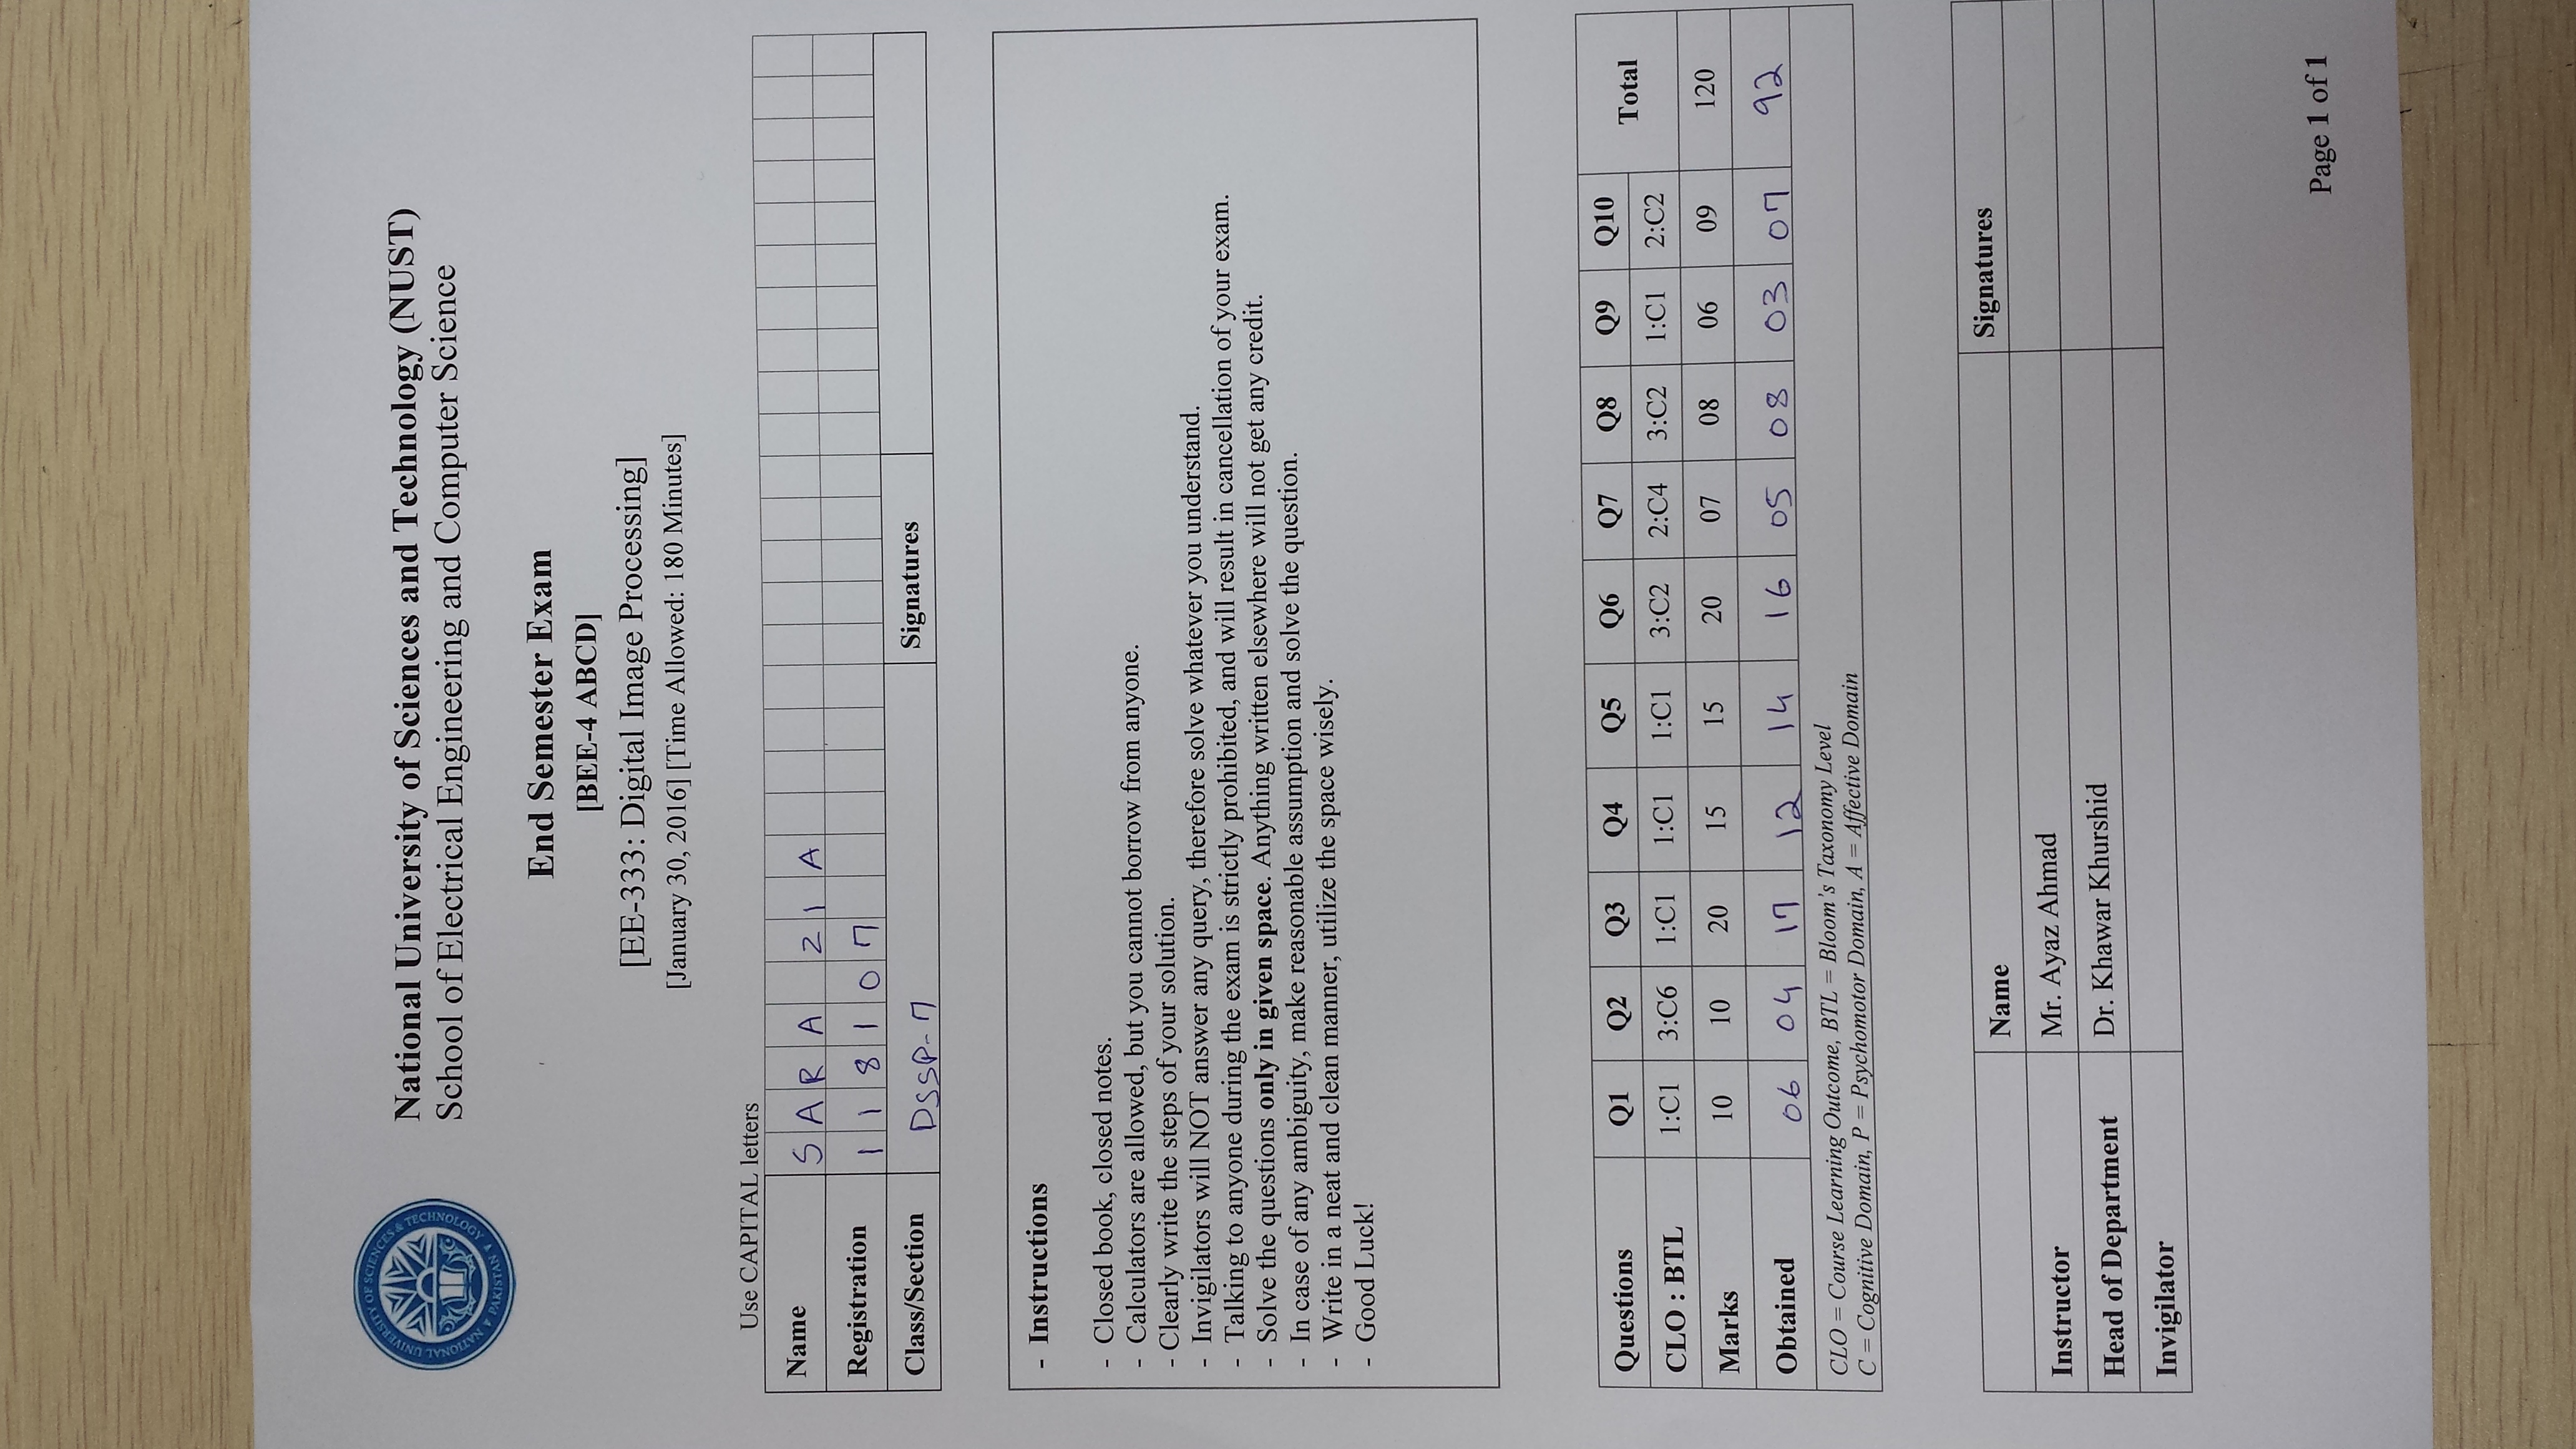 NATIONAL UNIVERSITY OF SCIENCES & TECHNOLOGY
PAKISTAN
National University of Sciences and Technology (NUST)
School of Electrical Engineering and Computer Science
End Semester Exam
[BEE-4 ABCD]
[EE-333: Digital Image Processing]
[January 30, 2016] [Time Allowed: 180 Minutes]
Use CAPITAL letters
Name SARA ZIA
Registration 118107
Class/Section DSSP-7 Signatures
- Instructions
- Closed book, closed notes.
- Calculators are allowed, but you cannot borrow from anyone.
- Clearly write the steps of your solution.
- Invigilators will NOT answer any query, therefore solve whatever you understand.
- Talking to anyone during the exam is strictly prohibited, and will result in cancellation of your exam.
- Solve the questions only in given space. Anything written elsewhere will not get any credit.
- In case of any ambiguity, make reasonable assumption and solve the question.
- Write in a neat and clean manner, utilize the space wisely.
- Good Luck!
Questions Q1 Q2 Q3 Q4 Q5 Q6 Q7 Q8 Q9 Q10 Total
CLO : BTL 1:C1 3:C6 1:C1 1:C1 1:C1 3:C2 2:C4 3:C2 1:C1 2:C2
Marks 10 10 20 15 15 20 07 08 06 09 120
Obtained 06 04 17 12 14 16 05 08 03 07 92
CLO = Course Learning Outcome, BTL = Bloom's Taxonomy Level
C = Cognitive Domain, P = Psychomotor Domain, A = Affective Domain
Name Signatures
Instructor Mr. Ayaz Ahmad
Head of Department Dr. Khawar Khurshid
Invigilator
Page 1 of 1